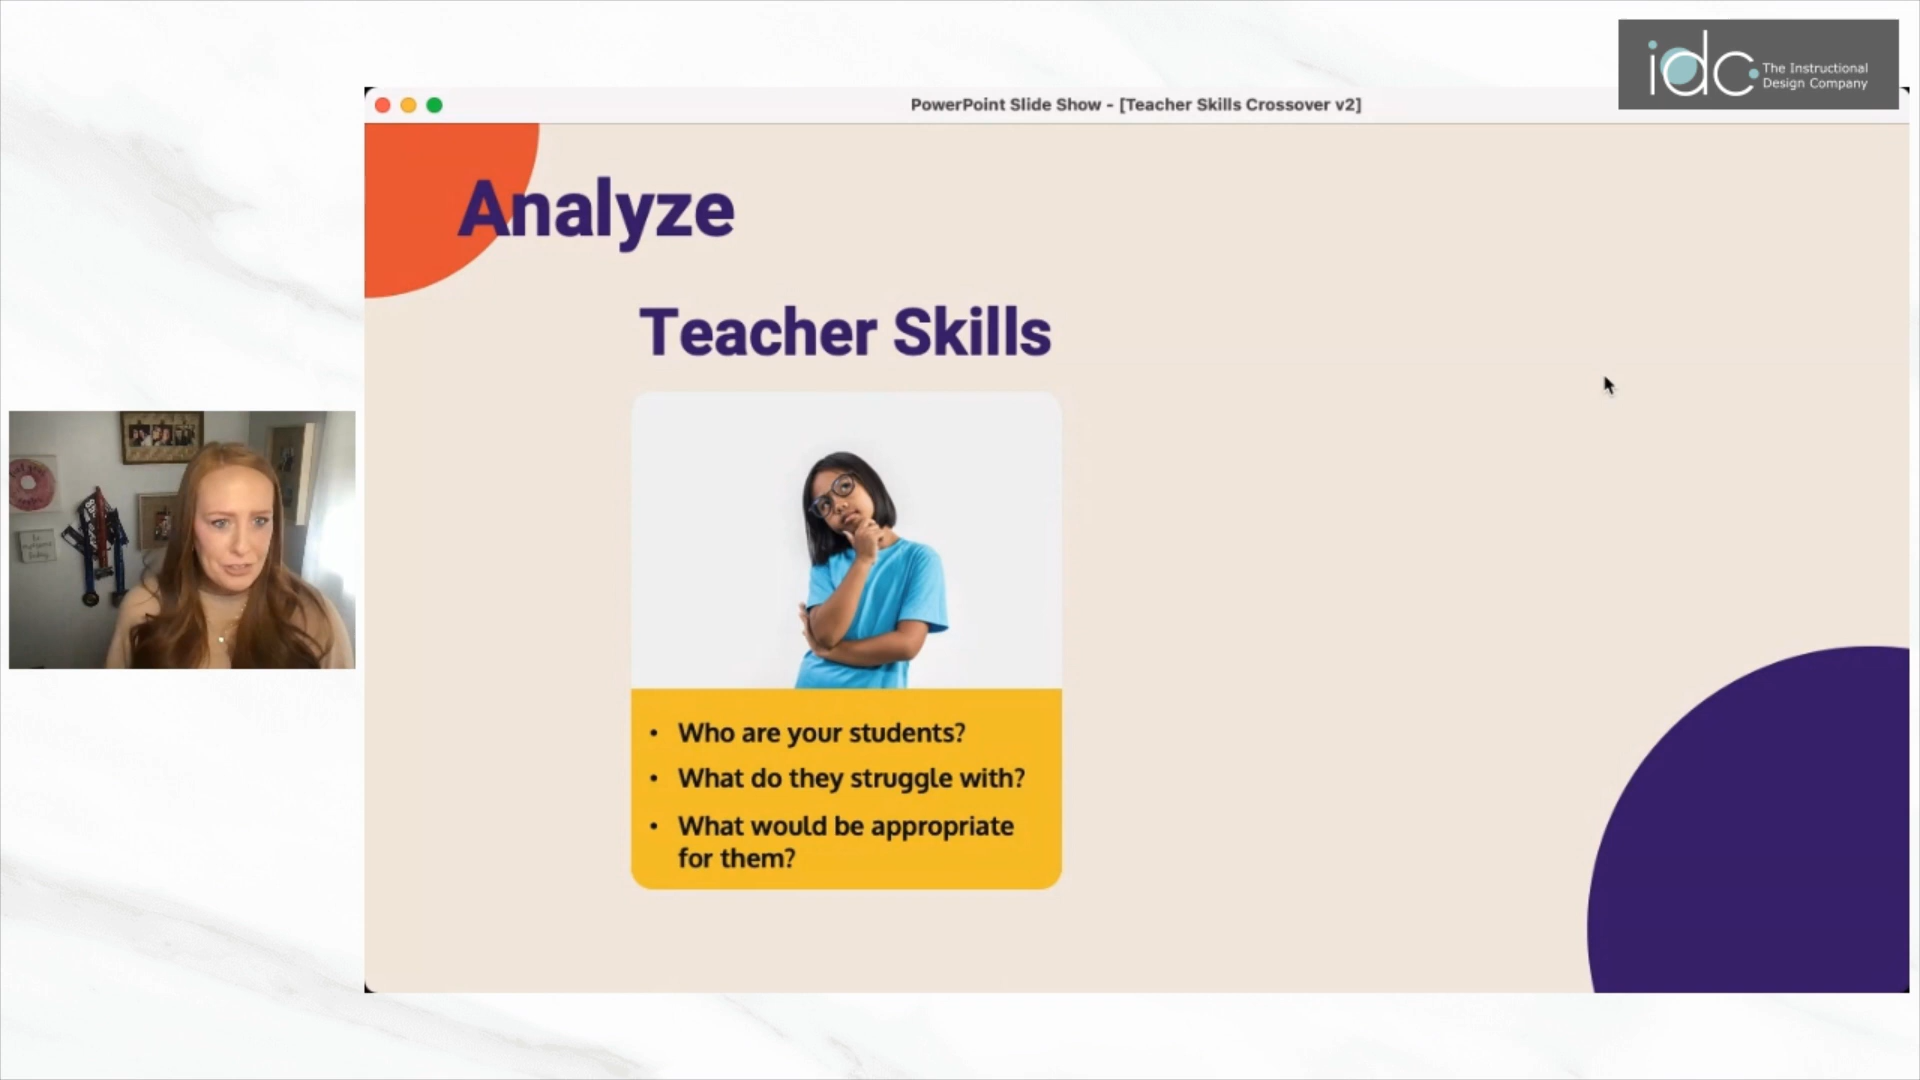 idc
The Instructional
Design Company
PowerPoint Slide Show - [Teacher Skills Crossover v2]
Analyze
Teacher Skills
• Who are your students?
• What do they struggle with?
• What would be appropriate
for them?